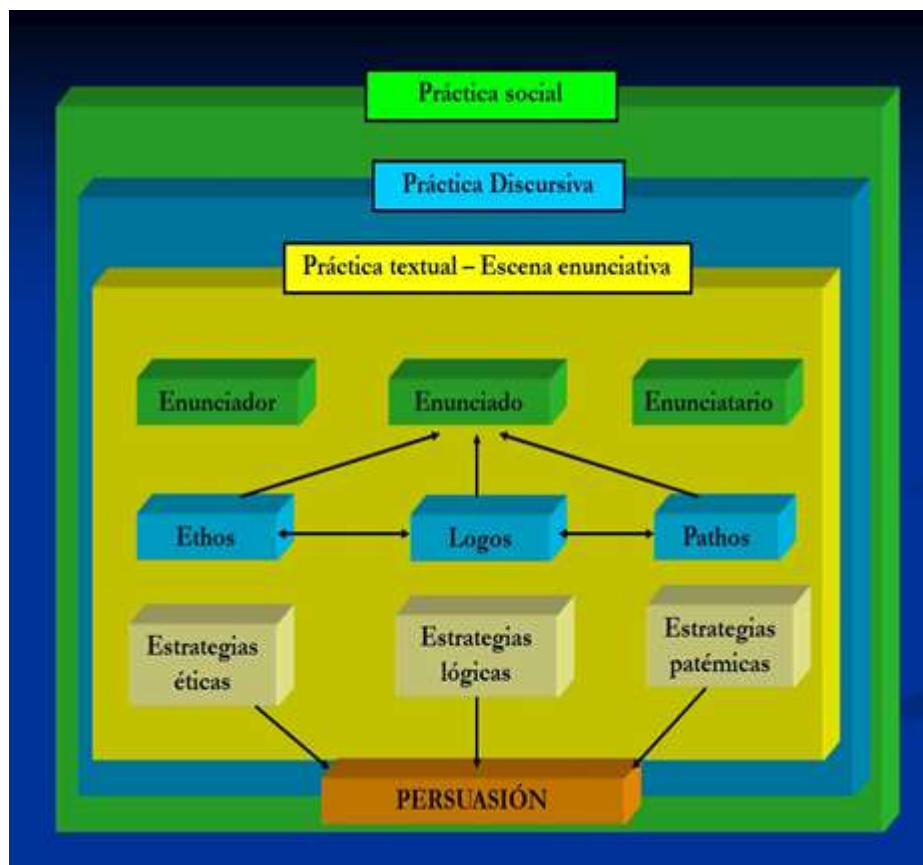 Práctica social
Práctica Discursiva
Práctica textual – Escena enunciativa
Enunciador
Enunciado
Enunciatario
Ethos
Logos
Pathos
Estrategias
éticas
Estrategias
lógicas
Estrategias
patémicas
PERSUASIÓN